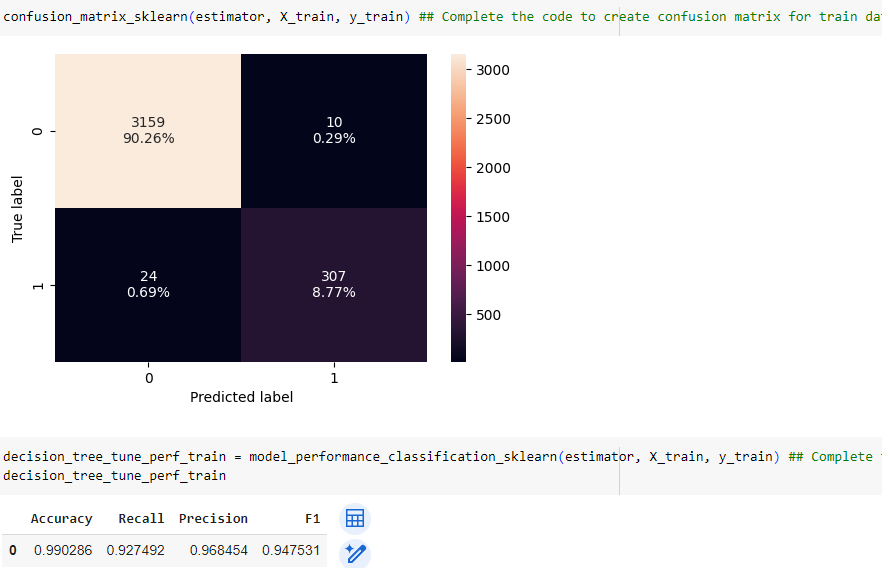 confusion_matrix_sklearn(estimator, X_train, y_train) ## Complete the code to create confusion matrix for train da
3159
90.26%
10
0.29%
24
0.69%
307
8.77%
0
1
True label
0
1
Predicted label
3000
2500
2000
1500
1000
500
decision_tree_tune_perf_train = model_performance_classification_sklearn(estimator, X_train, y_train) ## Complete
decision_tree_tune_perf_train
Accuracy Recall Precision F1
0 0.990286 0.927492 0.968454 0.947531